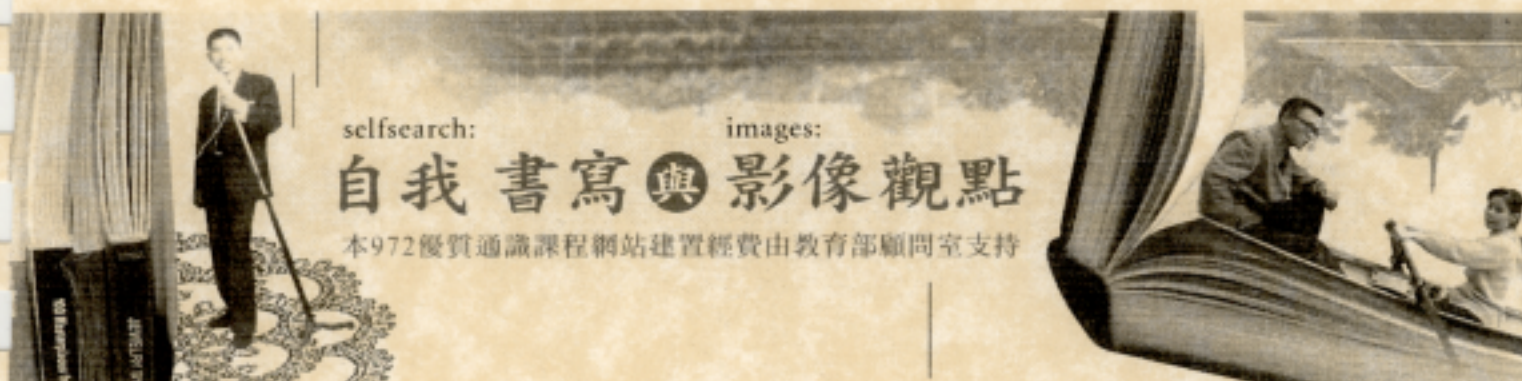 selfsearch: images:
自我 書寫 與 影像觀點
本972優質通識課程網站建置經費由教育部顧問室支持